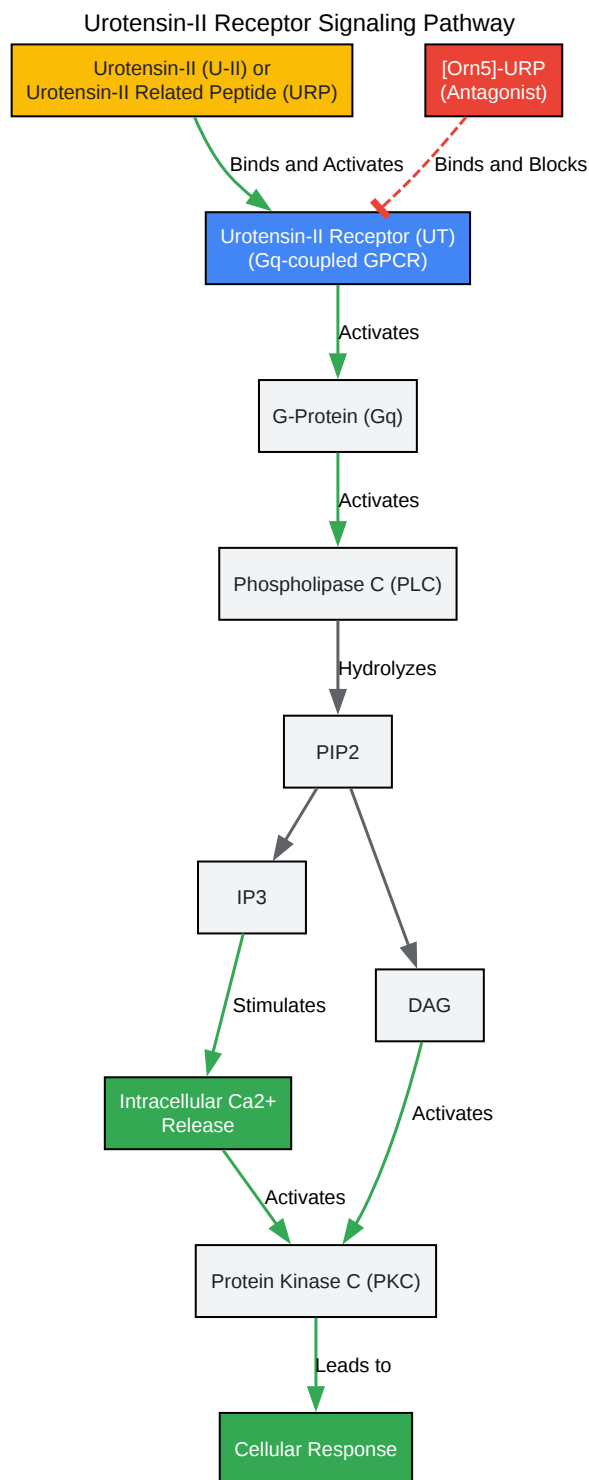 Urotensin-II Receptor Signaling Pathway
Urotensin-II (U-II) or
Urotensin-II Related Peptide (URP)
[Orn5]-URP
(Antagonist)
Binds and Activates
Binds and Blocks
Urotensin-II Receptor (UT)
(Gq-coupled GPCR)
Activates
G-Protein (Gq)
Activates
Phospholipase C (PLC)
Hydrolyzes
PIP2
IP3
Stimulates
DAG
Intracellular Ca2+
Release
Activates
Activates
Protein Kinase C (PKC)
Leads to
Cellular Response